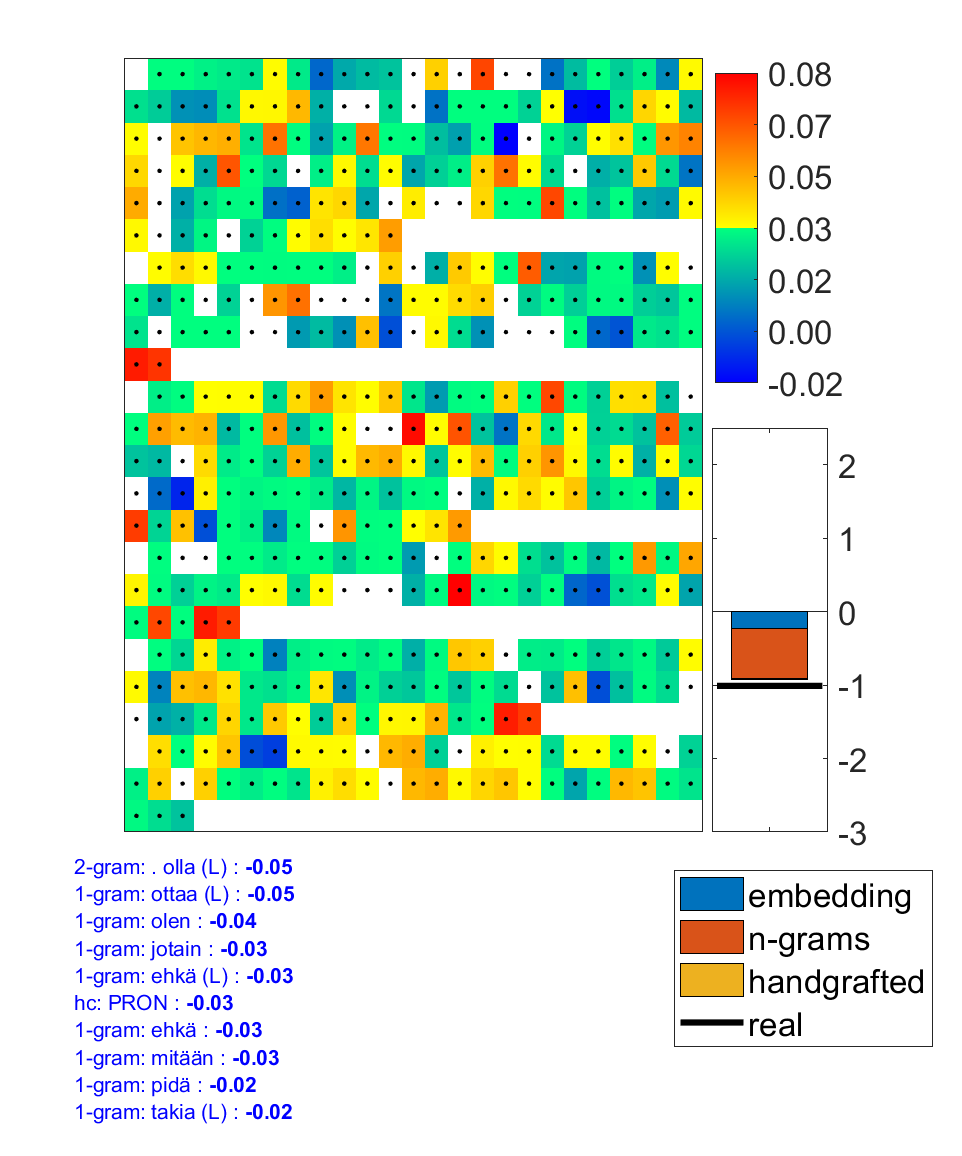 0.08
0.07
0.05
0.03
0.02
0.00
-0.02
2
1
0
-1
-2
-3
2-gram: . olla (L) : -0.05
1-gram: ottaa (L) : -0.05
1-gram: olen : -0.04
1-gram: jotain : -0.03
1-gram: ehkä (L) : -0.03
hc: PRON : -0.03
1-gram: ehkä : -0.03
1-gram: mitään : -0.03
1-gram: pidä : -0.02
1-gram: takia (L) : -0.02
embedding
n-grams
handgrafted
real